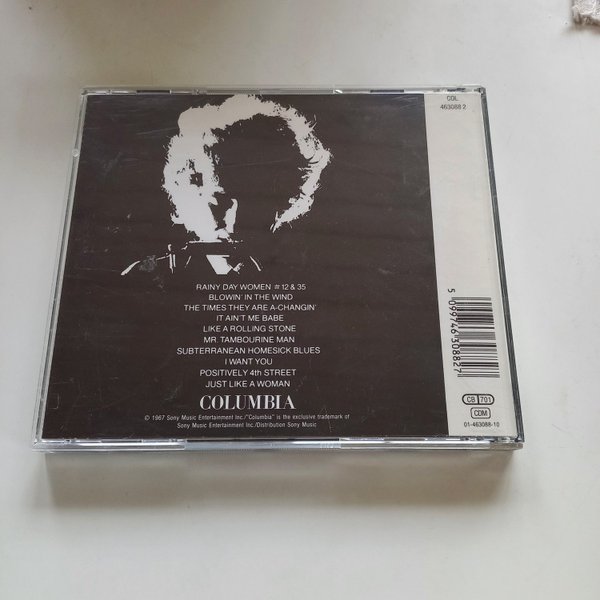 COL
463088 2
RAINY DAY WOMEN # 12 & 35
BLOWIN' IN THE WIND
THE TIMES THEY ARE A-CHANGIN'
IT AIN'T ME BABE
LIKE A ROLLING STONE
MR. TAMBOURINE MAN
SUBTERRANEAN HOMESICK BLUES
I WANT YOU
POSITIVELY 4th STREET
JUST LIKE A WOMAN
COLUMBIA
© 1967 Sony Music Entertainment Inc./"Columbia" is the exclusive trademark of
Sony Music Entertainment Inc./Distribution Sony Music
5 099746 308827
CB 701
CDM
01-463088-10